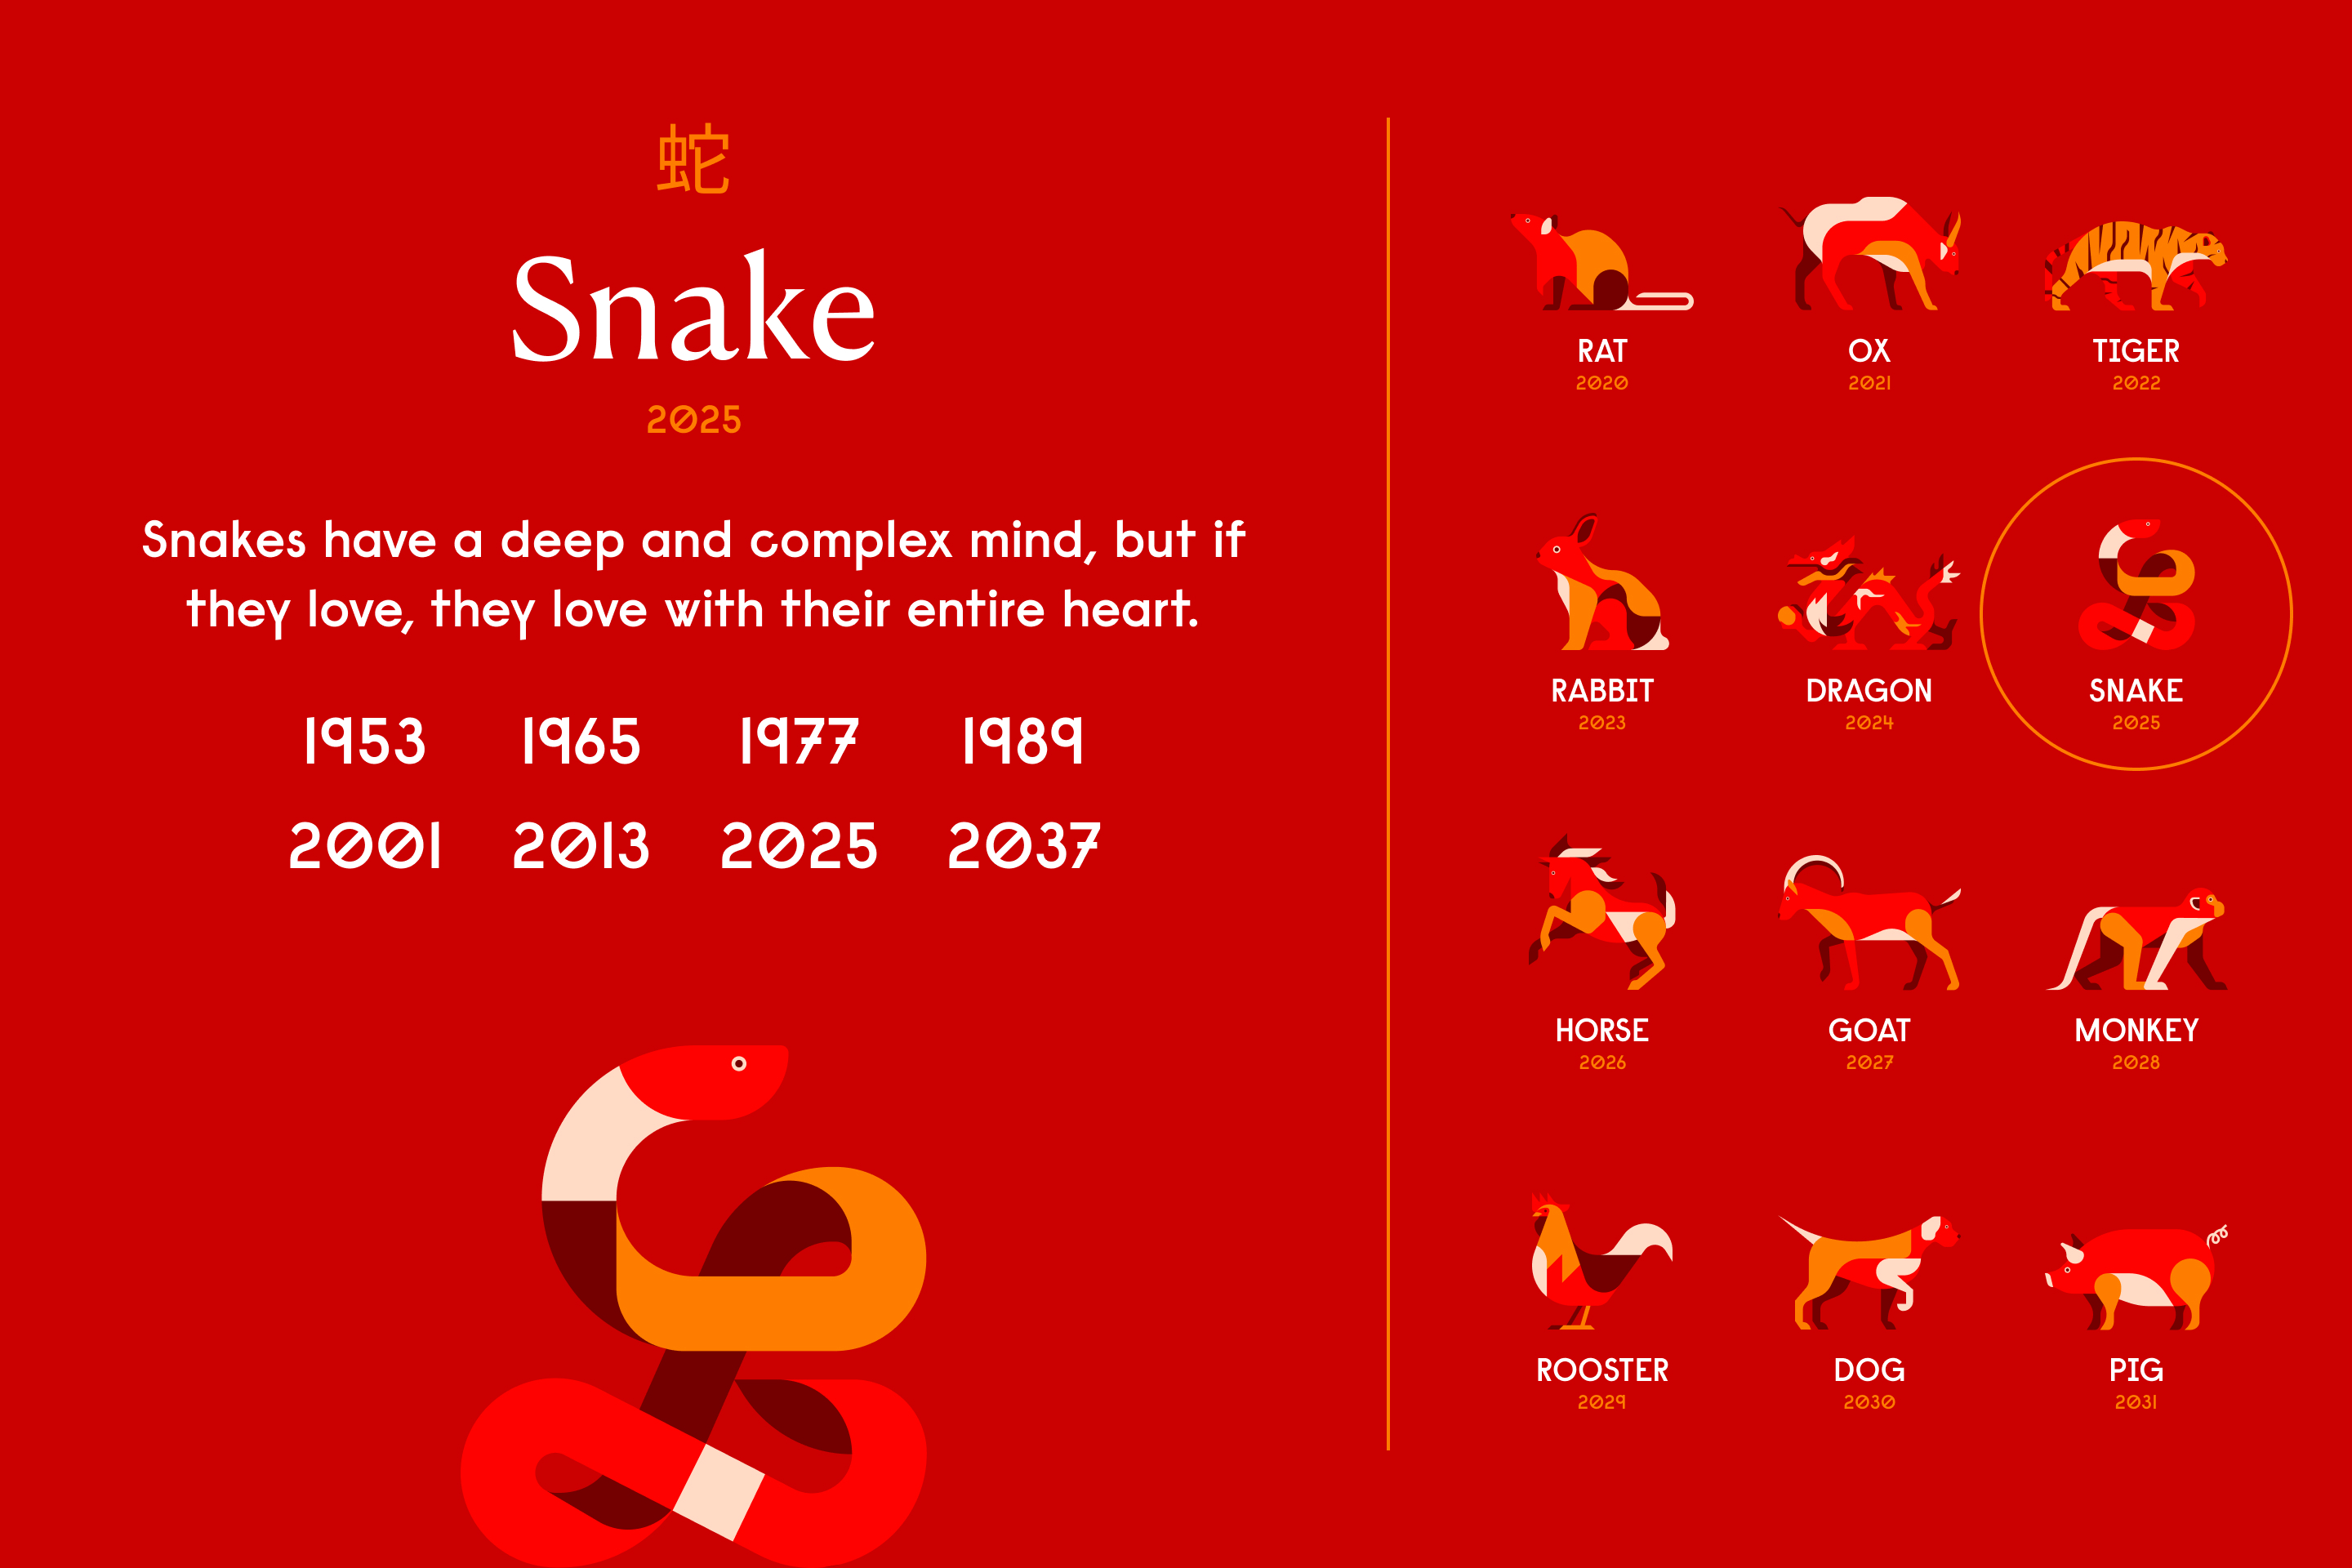 蛇
Snake
2025
Snakes have a deep and complex mind, but if
they love, they love with their entire heart.
1953 1965 1977 1989
2001 2013 2025 2037
RAT OX TIGER
2020 2021 2022
RABBIT DRAGON SNAKE
2023 2024 2025
HORSE GOAT MONKEY
2026 2027 2028
ROOSTER DOG PIG
2029 2030 2031